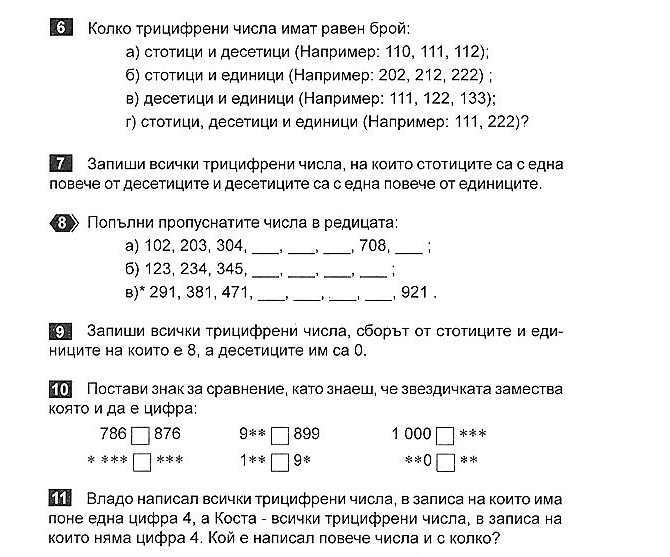 6 Колко трицифрени числа имат равен брой:
а) стотици и десетици (Например: 110, 111, 112);
б) стотици и единици (Например: 202, 212, 222) ;
в) десетици и единици (Например: 111, 122, 133);
г) стотици, десетици и единици (Например: 111, 222)?
7 Запиши всички трицифрени числа, на които стотиците са с една
повече от десетиците и десетиците са с една повече от единиците.
8 Попълни пропуснатите числа в редицата:
а) 102, 203, 304, ___, ___, ___, 708, ___ ;
б) 123, 234, 345, ___, ___, ___, ___ ;
в)* 291, 381, 471, ___, ___, ___, ___, 921 .
9 Запиши всички трицифрени числа, сборът от стотиците и еди-
ниците на които е 8, а десетиците им са 0.
10 Постави знак за сравнение, като знаеш, че звездичката замества
която и да е цифра:
786 □ 876 9** □ 899 1 000 □ ***
* *** □ *** 1** □ 9* **0 □ **
11 Владо написал всички трицифрени числа, в записа на които има
поне една цифра 4, а Коста - всички трицифрени числа, в записа на
които няма цифра 4. Кой е написал повече числа и с колко?